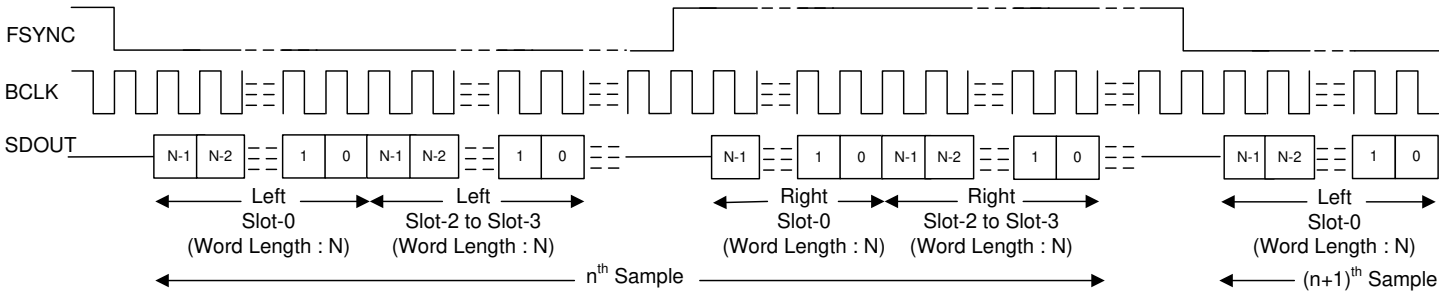 FSYNC
BCLK
SDOUT
N-1 N-2 1 0 N-1 N-2 1 0 N-1 1 0 N-1 N-2 1 0 N-1 N-2 1 0
Left Left Right Right Left
Slot-0 Slot-2 to Slot-3 Slot-0 Slot-2 to Slot-3 Slot-0
(Word Length : N) (Word Length : N) (Word Length : N) (Word Length : N) (Word Length : N)
nth Sample (n+1)th Sample